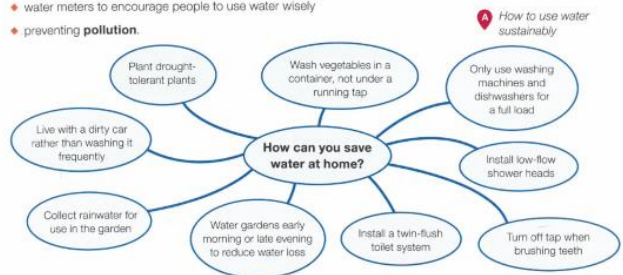 ◆ water meters to encourage people to use water wisely
◆ preventing pollution.
A How to use water
sustainably
Plant drought-
tolerant plants
Wash vegetables in a
container, not under a
running tap
Only use washing
machines and
dishwashers for
a full load
Live with a dirty car
rather than washing it
frequently
How can you save
water at home?
Install low-flow
shower heads
Collect rainwater for
use in the garden
Water gardens early
morning or late evening
to reduce water loss
Install a twin-flush
toilet system
Turn off tap when
brushing teeth